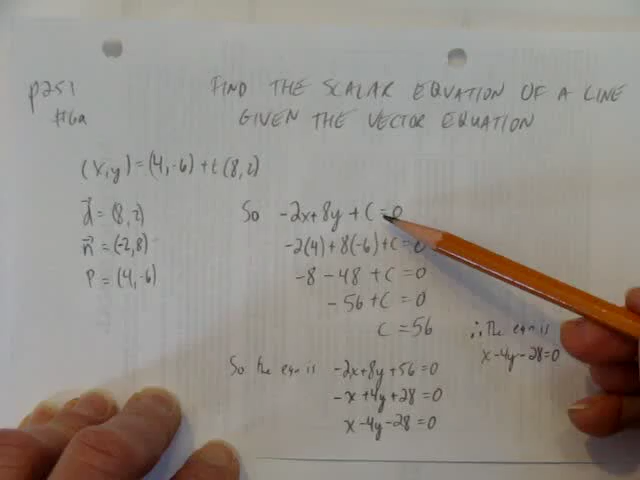 p251
#6a
FIND THE SCALAR EQUATION OF A LINE
GIVEN THE VECTOR EQUATION
(x,y) = (4,-6) + t(8,2)
d⃗ = (8,2)
n⃗ = (-2,8)
P = (4,-6)
So -2x+8y+C=0
-2(4)+8(-6)+C=0
-8-48+C=0
-56+C=0
C=56
So the eqn is -2x+8y+56=0
-x+4y+28=0
x-4y-28=0
∴ The eqn is
x-4y-28=0